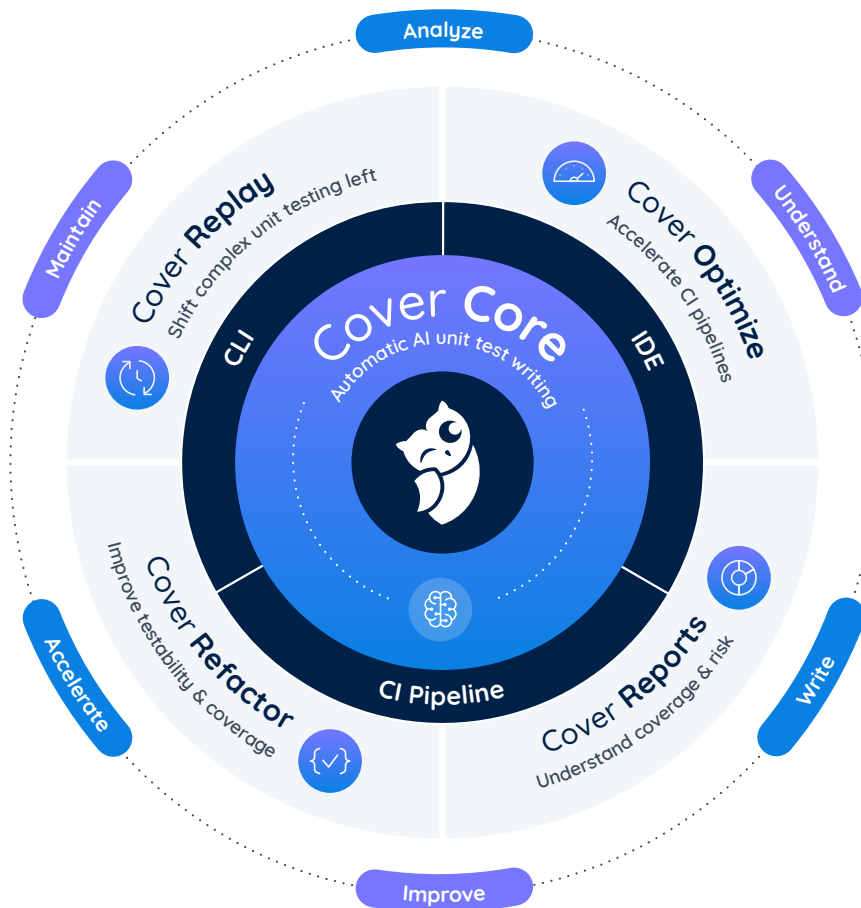 Analyze
Understand
Write
Improve
Accelerate
Maintain
Cover Replay
Shift complex unit testing left
Cover Optimize
Accelerate CI pipelines
CLI
IDE
CI Pipeline
Cover Core
Automatic AI unit test writing
Cover Refactor
Improve testability & coverage
Cover Reports
Understand coverage & risk